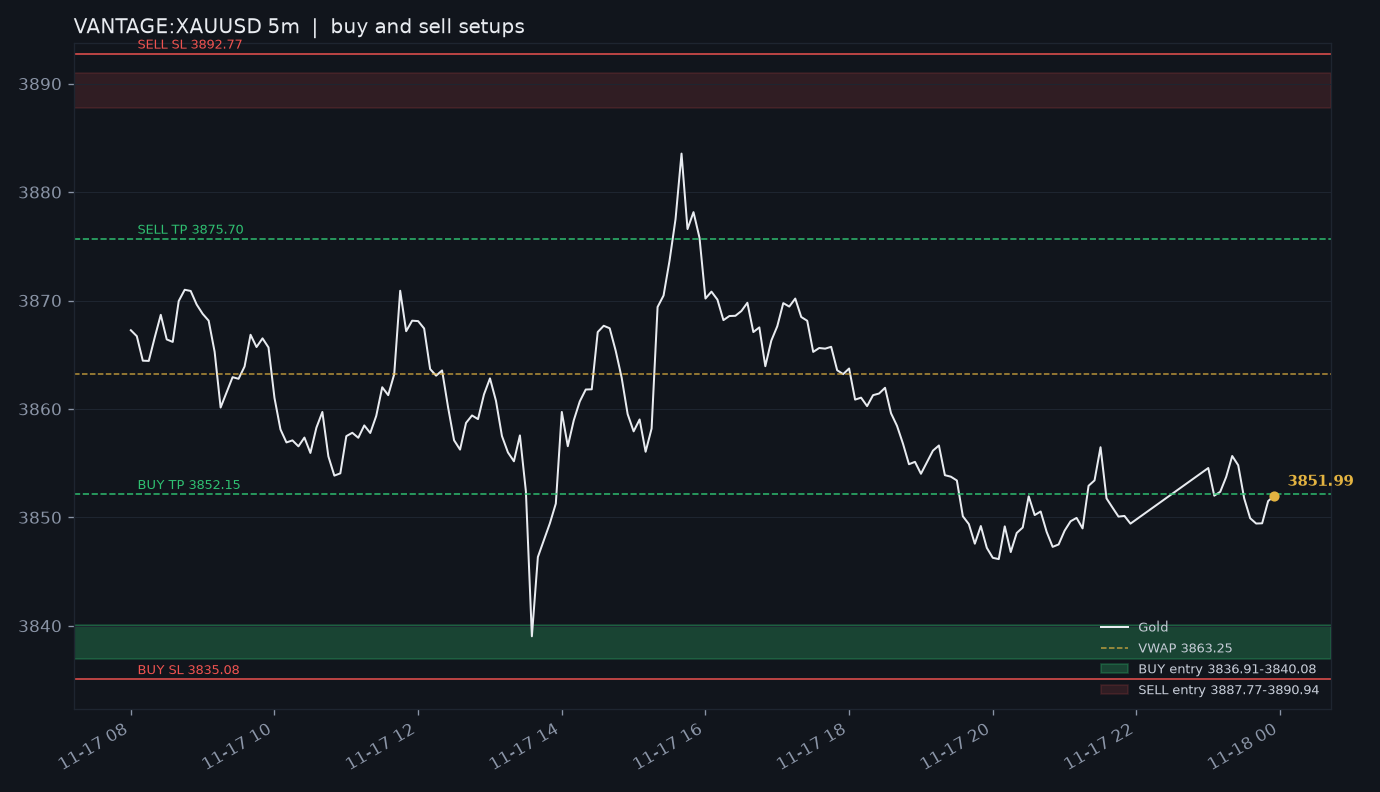 VANTAGE:XAUUSD 5m | buy and sell setups
SELL SL 3892.77
3890
3880
SELL TP 3875.70
3870
3860
BUY TP 3852.15
3851.99
3850
3840
BUY SL 3835.08
Gold
VWAP 3863.25
BUY entry 3836.91-3840.08
SELL entry 3887.77-3890.94
11-17 08
11-17 10
11-17 12
11-17 14
11-17 16
11-17 18
11-17 20
11-17 22
11-18 00